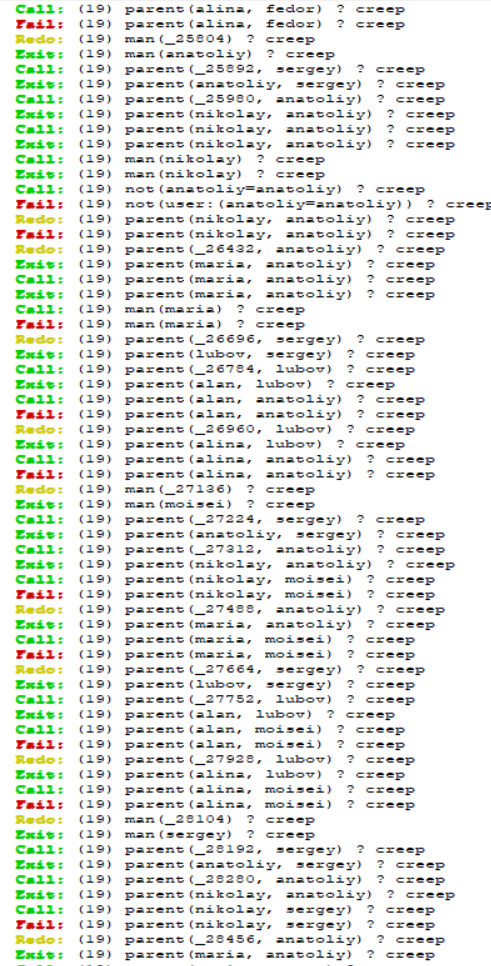 Call: (19) parent(alina, fedor) ? creep
Fail: (19) parent(alina, fedor) ? creep
Redo: (19) man(_25804) ? creep
Exit: (19) man(anatoliy) ? creep
Call: (19) parent(_25892, sergey) ? creep
Exit: (19) parent(anatoliy, sergey) ? creep
Call: (19) parent(_25980, anatoliy) ? creep
Exit: (19) parent(nikolay, anatoliy) ? creep
Call: (19) parent(nikolay, anatoliy) ? creep
Exit: (19) parent(nikolay, anatoliy) ? creep
Call: (19) man(nikolay) ? creep
Exit: (19) man(nikolay) ? creep
Call: (19) not(anatoliy=anatoliy) ? creep
Fail: (19) not(user:(anatoliy=anatoliy)) ? creep
Redo: (19) parent(nikolay, anatoliy) ? creep
Fail: (19) parent(nikolay, anatoliy) ? creep
Redo: (19) parent(_26432, anatoliy) ? creep
Exit: (19) parent(maria, anatoliy) ? creep
Call: (19) parent(maria, anatoliy) ? creep
Exit: (19) parent(maria, anatoliy) ? creep
Call: (19) man(maria) ? creep
Fail: (19) man(maria) ? creep
Redo: (19) parent(_26696, sergey) ? creep
Exit: (19) parent(lubov, sergey) ? creep
Call: (19) parent(_26784, lubov) ? creep
Exit: (19) parent(alan, lubov) ? creep
Call: (19) parent(alan, anatoliy) ? creep
Fail: (19) parent(alan, anatoliy) ? creep
Redo: (19) parent(_26960, lubov) ? creep
Exit: (19) parent(alina, lubov) ? creep
Call: (19) parent(alina, anatoliy) ? creep
Fail: (19) parent(alina, anatoliy) ? creep
Redo: (19) man(_27136) ? creep
Exit: (19) man(moisei) ? creep
Call: (19) parent(_27224, sergey) ? creep
Exit: (19) parent(anatoliy, sergey) ? creep
Call: (19) parent(_27312, anatoliy) ? creep
Exit: (19) parent(nikolay, anatoliy) ? creep
Call: (19) parent(nikolay, moisei) ? creep
Fail: (19) parent(nikolay, moisei) ? creep
Redo: (19) parent(_27488, anatoliy) ? creep
Exit: (19) parent(maria, anatoliy) ? creep
Call: (19) parent(maria, moisei) ? creep
Fail: (19) parent(maria, moisei) ? creep
Redo: (19) parent(_27664, sergey) ? creep
Exit: (19) parent(lubov, sergey) ? creep
Call: (19) parent(_27752, lubov) ? creep
Exit: (19) parent(alan, lubov) ? creep
Call: (19) parent(alan, moisei) ? creep
Fail: (19) parent(alan, moisei) ? creep
Redo: (19) parent(_27928, lubov) ? creep
Exit: (19) parent(alina, lubov) ? creep
Call: (19) parent(alina, moisei) ? creep
Fail: (19) parent(alina, moisei) ? creep
Redo: (19) man(_28104) ? creep
Exit: (19) man(sergey) ? creep
Call: (19) parent(_28192, sergey) ? creep
Exit: (19) parent(anatoliy, sergey) ? creep
Call: (19) parent(_28280, anatoliy) ? creep
Exit: (19) parent(nikolay, anatoliy) ? creep
Call: (19) parent(nikolay, sergey) ? creep
Fail: (19) parent(nikolay, sergey) ? creep
Redo: (19) parent(_28456, anatoliy) ? creep
Exit: (19) parent(maria, anatoliy) ? creep